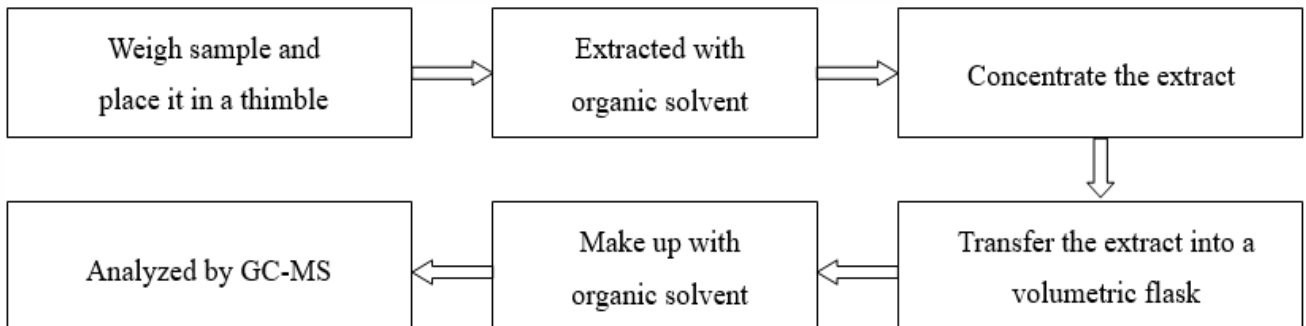 Weigh sample and
place it in a thimble
Extracted with
organic solvent
Concentrate the extract
Transfer the extract into a
volumetric flask
Make up with
organic solvent
Analyzed by GC-MS